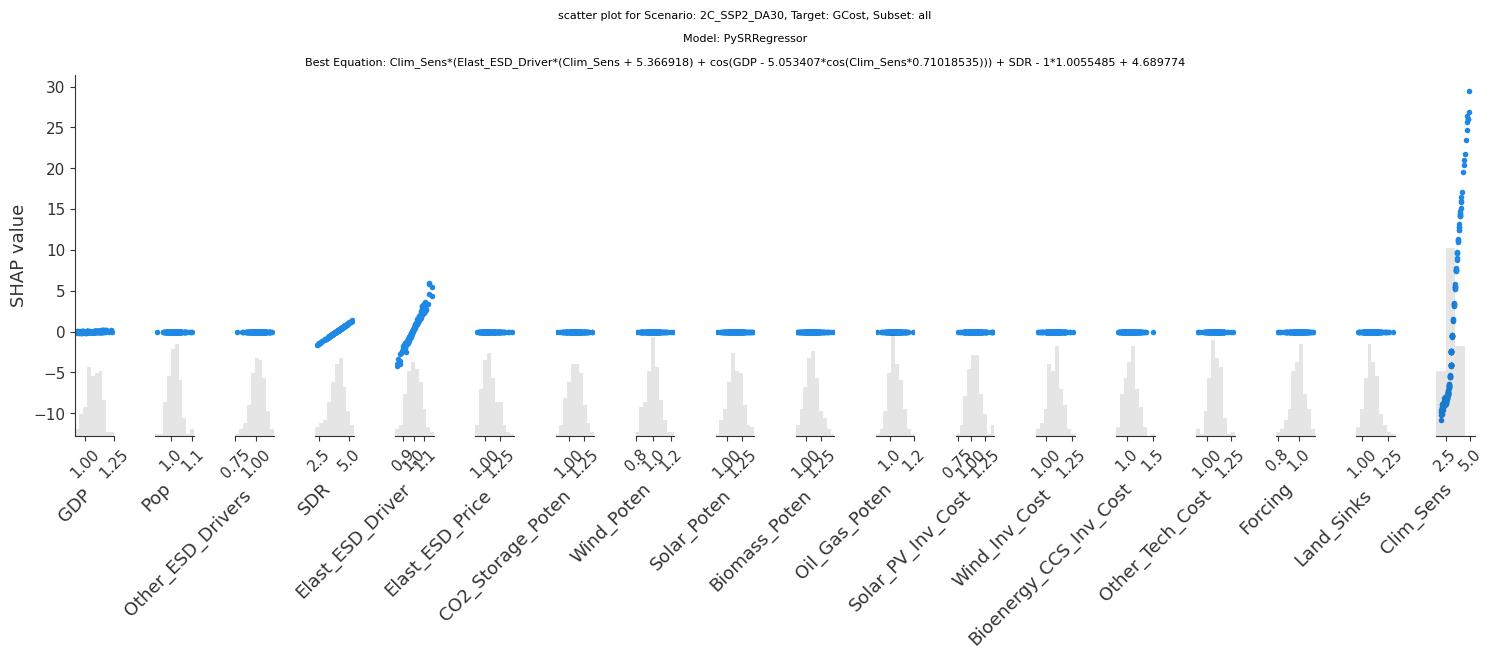 scatter plot for Scenario: 2C_SSP2_DA30, Target: GCost, Subset: all
Model: PySRRegressor
Best Equation: Clim_Sens*(Elast_ESD_Driver*(Clim_Sens + 5.366918) + cos(GDP - 5.053407*cos(Clim_Sens*0.71018535))) + SDR - 1*1.0055485 + 4.689774
SHAP value
30
25
20
15
10
5
0
−5
−10
1.00 1.25
GDP
1.0 1.1
Pop
0.75 1.00
Other_ESD_Drivers
2.5 5.0
SDR
0.9 1.0 1.1
Elast_ESD_Driver
1.00 1.25
Elast_ESD_Price
1.00 1.25
CO2_Storage_Poten
0.8 1.0 1.2
Wind_Poten
1.00 1.25
Solar_Poten
1.00 1.25
Biomass_Poten
1.0 1.2
Oil_Gas_Poten
0.75 1.00 1.25
Solar_PV_Inv_Cost
1.00 1.25
Wind_Inv_Cost
1.0 1.5
Bioenergy_CCS_Inv_Cost
1.00 1.25
Other_Tech_Cost
0.8 1.0
Forcing
1.00 1.25
Land_Sinks
2.5 5.0
Clim_Sens